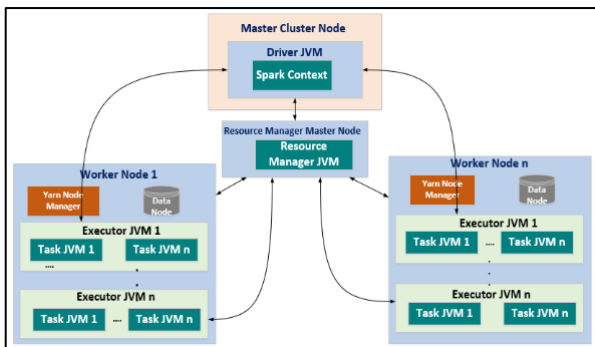 Master Cluster Node
Driver JVM
Spark Context
Resource Manager Master Node
Resource
Manager JVM
Worker Node 1
Yarn Node
Manager
Data
Node
Executor JVM 1
Task JVM 1
Task JVM n
....
.
.
Executor JVM n
Task JVM 1
....
Task JVM n
Worker Node n
Yarn Node
Manager
Data
Node
Executor JVM 1
Task JVM 1
....
Task JVM n
.
.
Executor JVM n
Task JVM 1
Task JVM n